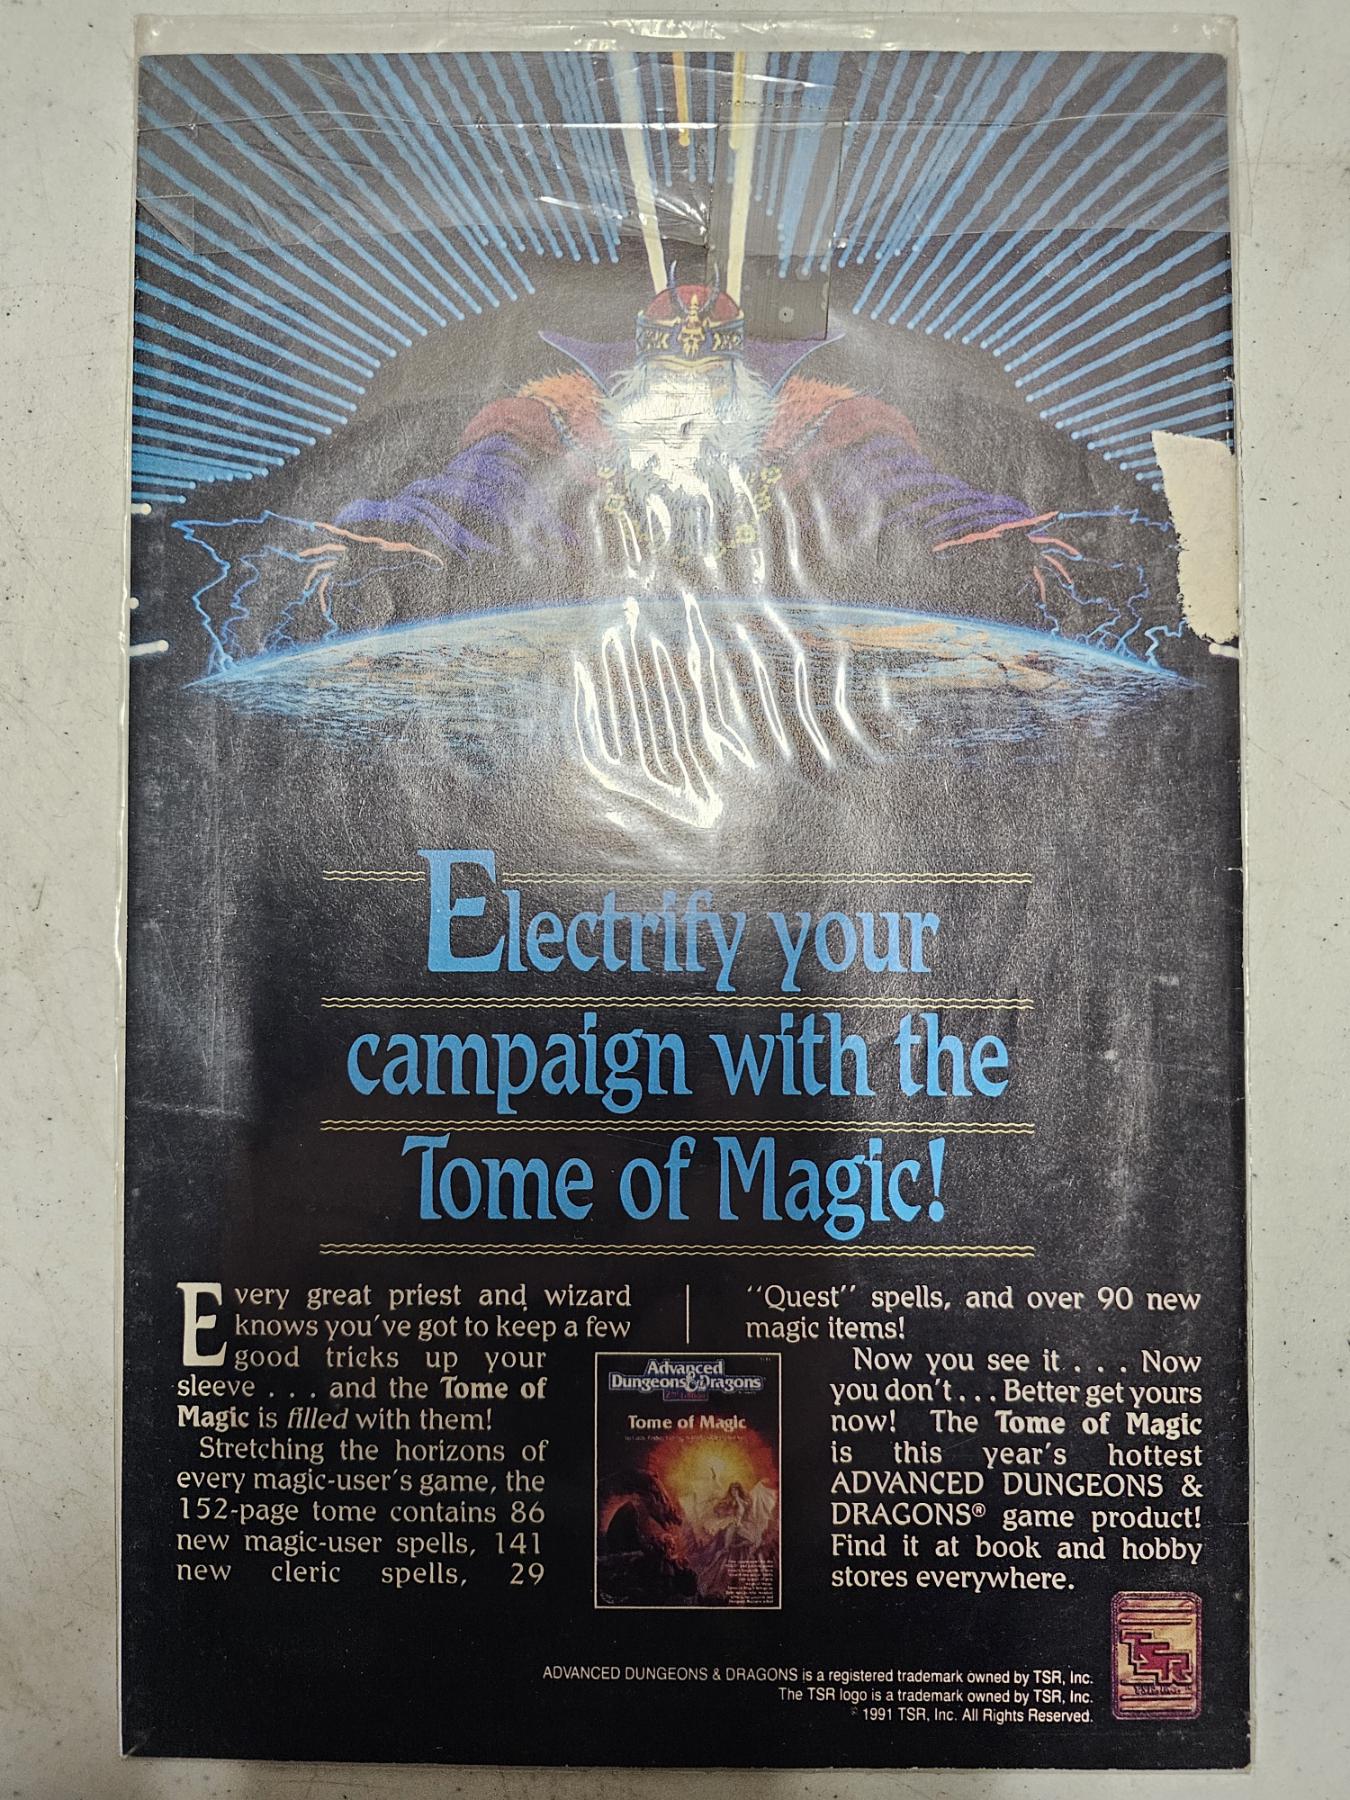 Electrify your
campaign with the
Tome of Magic!
Every great priest and wizard
knows you've got to keep a few
good tricks up your
sleeve . . . and the Tome of
Magic is filled with them!
Stretching the horizons of
every magic-user's game, the
152-page tome contains 86
new magic-user spells, 141
new cleric spells, 29
"Quest" spells, and over 90 new
magic items!
Now you see it . . . Now
you don't . . . Better get yours
now! The Tome of Magic
is this year's hottest
ADVANCED DUNGEONS &
DRAGONS® game product!
Find it at book and hobby
stores everywhere.
Advanced
Dungeons & Dragons
2nd Edition
Tome of Magic
TSR
ADVANCED DUNGEONS & DRAGONS is a registered trademark owned by TSR, Inc.
The TSR logo is a trademark owned by TSR, Inc.
© 1991 TSR, Inc. All Rights Reserved.